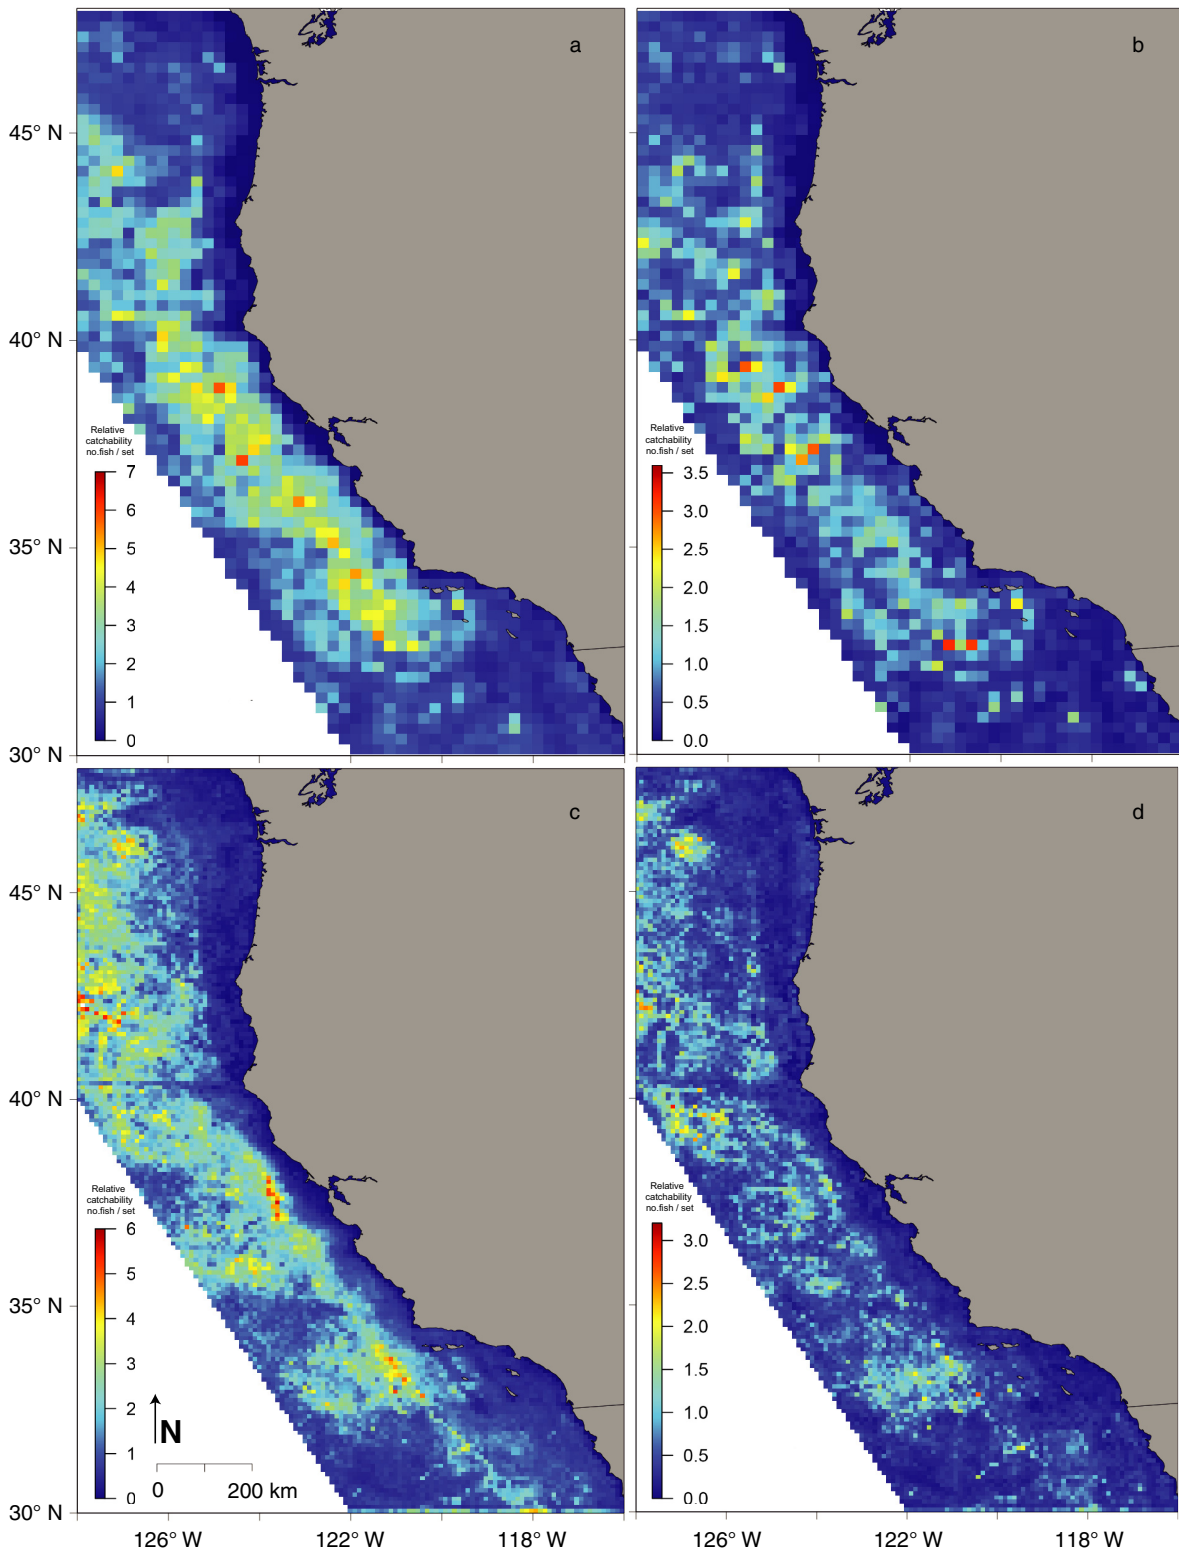 a
b
45° N
40° N
35° N
30° N
Relative
catchability
no.fish / set
7
6
5
4
3
2
1
0
Relative
catchability
no.fish / set
3.5
3.0
2.5
2.0
1.5
1.0
0.5
0.0
c
d
45° N
40° N
35° N
30° N
Relative
catchability
no.fish / set
6
5
4
3
2
1
0
N
0 200 km
Relative
catchability
no.fish / set
3.0
2.5
2.0
1.5
1.0
0.5
0.0
126° W 122° W 118° W
126° W 122° W 118° W